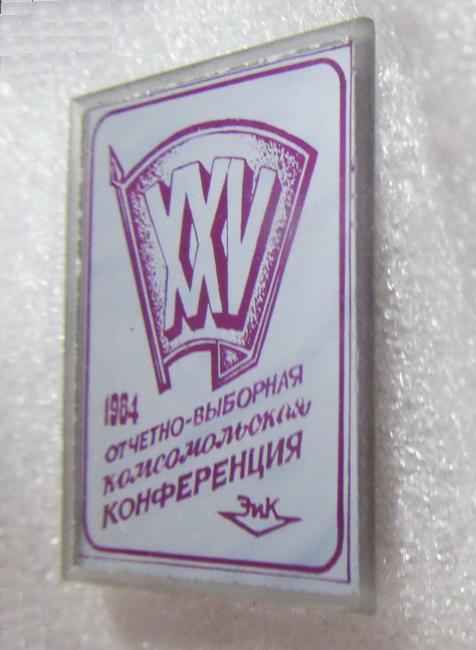 XXV
1984
ОТЧЕТНО-ВЫБОРНАЯ
комсомольская
КОНФЕРЕНЦИЯ
ЭиК